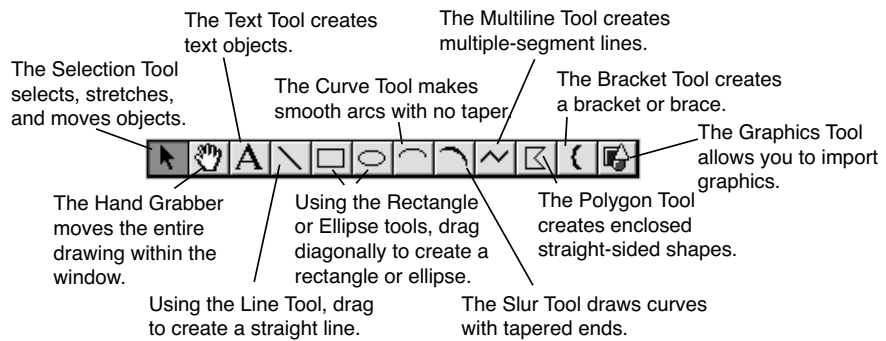 The Text Tool creates
text objects.
The Multiline Tool creates
multiple-segment lines.
The Selection Tool
selects, stretches,
and moves objects.
The Curve Tool makes
smooth arcs with no taper.
The Bracket Tool creates
a bracket or brace.
The Graphics Tool
allows you to import
graphics.
A
The Hand Grabber
moves the entire
drawing within the
window.
Using the Rectangle
or Ellipse tools, drag
diagonally to create a
rectangle or ellipse.
The Polygon Tool
creates enclosed
straight-sided shapes.
Using the Line Tool, drag
to create a straight line.
The Slur Tool draws curves
with tapered ends.